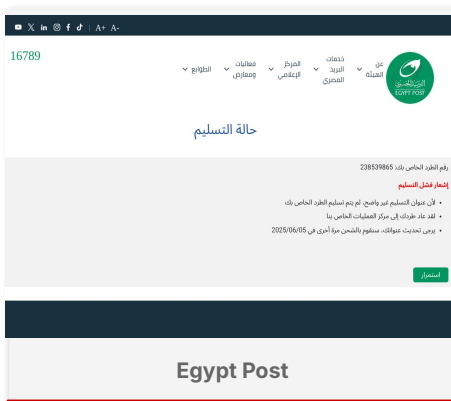 A+ A-
16789
عن الهيئة
خدمات البريد المصري
المركز الإعلامي
فعاليات ومعارض
الطوابع
EGYPT POST
حالة التسليم
رقم الطرد الخاص بك: 238539865
إشعار فشل التسليم
• لأن عنوان التسليم غير واضح، لم يتم تسليم الطرد الخاص بك
• لقد عاد طردك إلى مركز العمليات الخاص بنا
• يرجى تحديث عنوانك، سنقوم بالشحن مرة أخرى في 2025/06/05
استمرار
Egypt Post